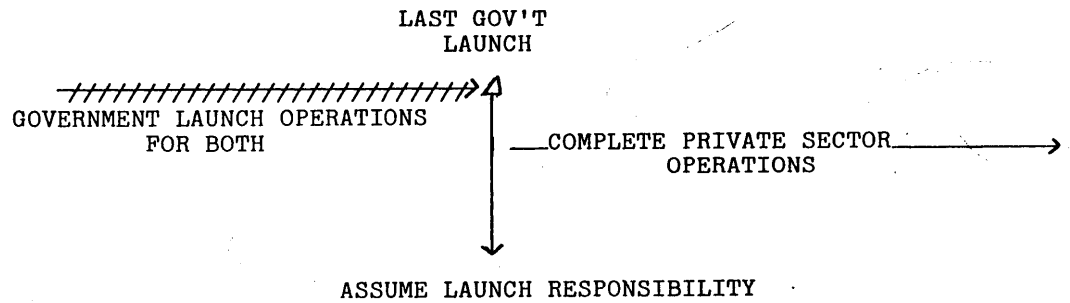 LAST GOV'T
LAUNCH
GOVERNMENT LAUNCH OPERATIONS
FOR BOTH
COMPLETE PRIVATE SECTOR
OPERATIONS
ASSUME LAUNCH RESPONSIBILITY